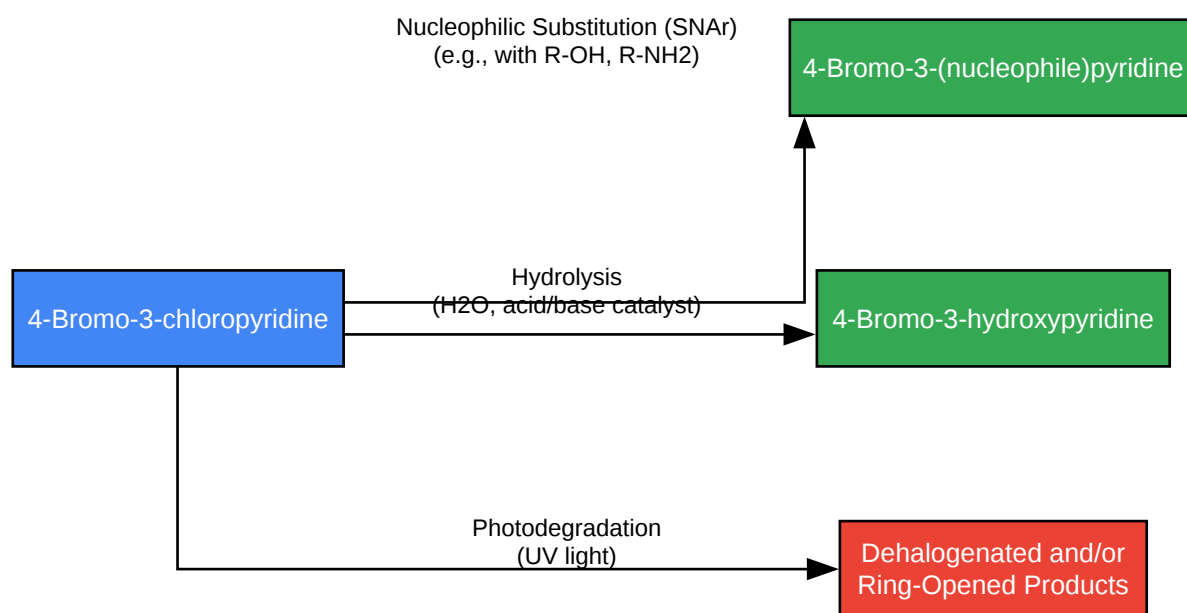 Nucleophilic Substitution (SNAr)
(e.g., with R-OH, R-NH2)
4-Bromo-3-(nucleophile)pyridine
Hydrolysis
(H2O, acid/base catalyst)
4-Bromo-3-chloropyridine
4-Bromo-3-hydroxypyridine
Photodegradation
(UV light)
Dehalogenated and/or
Ring-Opened Products